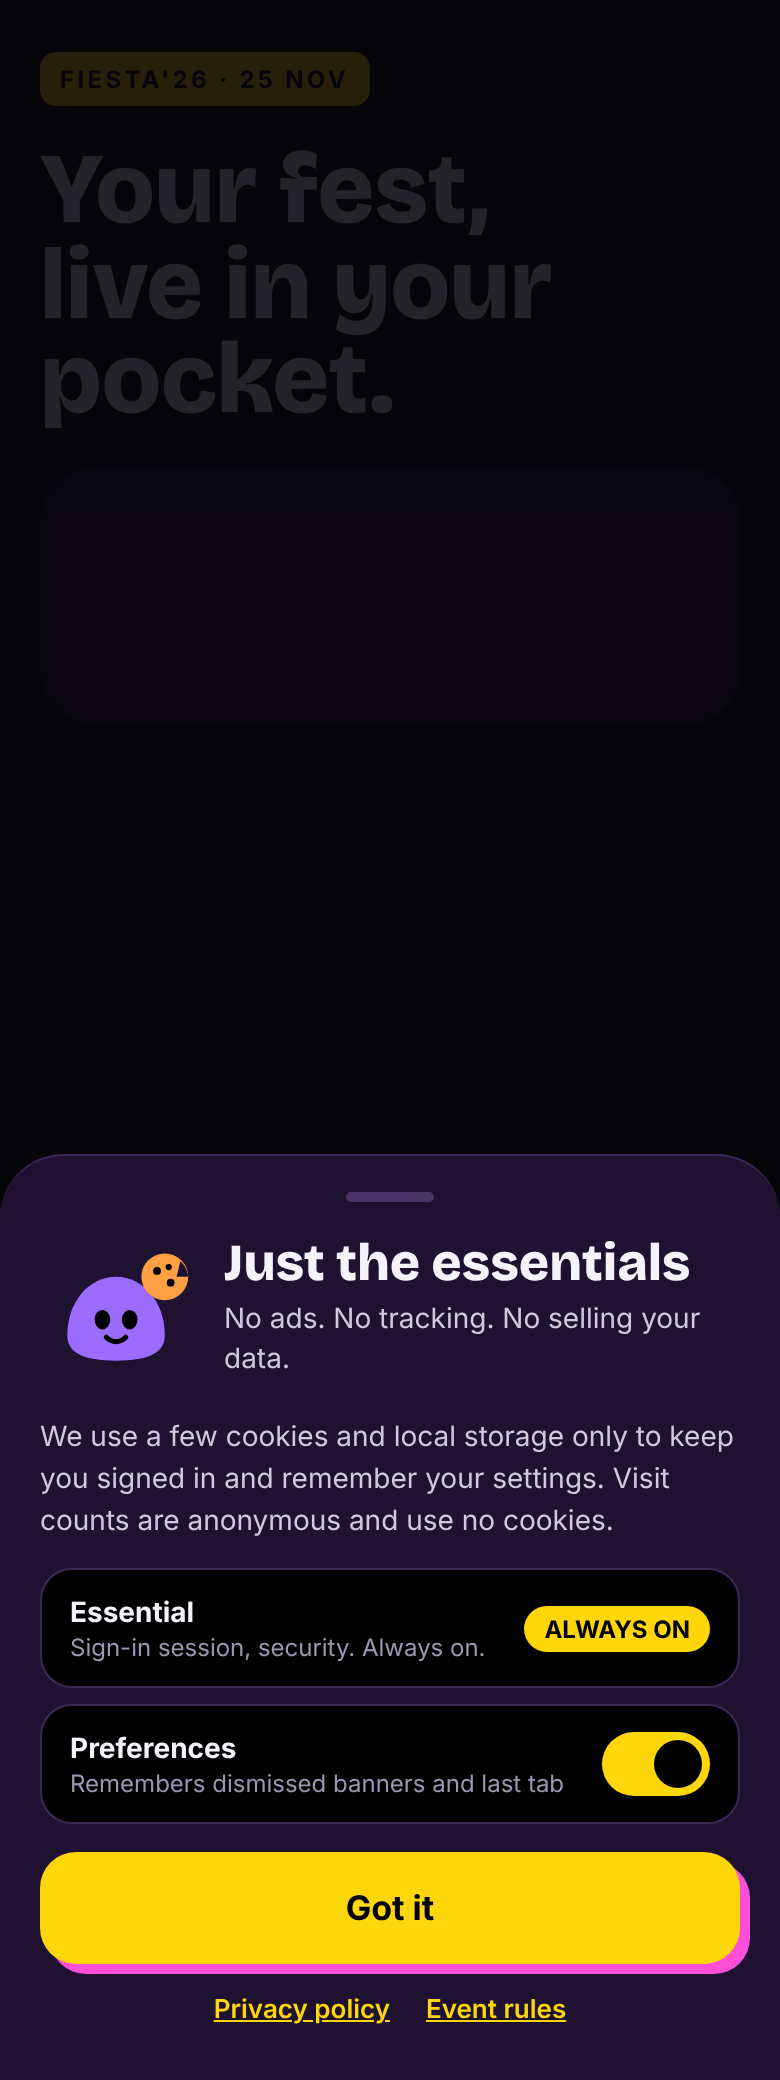 FIESTA'26 · 25 NOV
Your fest,
live in your
pocket.
Just the essentials
No ads. No tracking. No selling your
data.
We use a few cookies and local storage only to keep
you signed in and remember your settings. Visit
counts are anonymous and use no cookies.
Essential
Sign-in session, security. Always on.
ALWAYS ON
Preferences
Remembers dismissed banners and last tab
Got it
Privacy policy Event rules